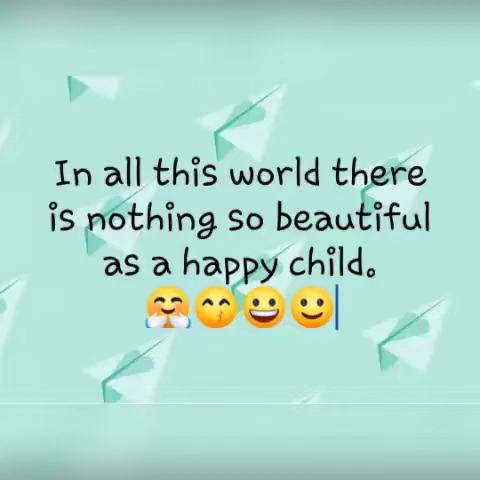 In all this world there
is nothing so beautiful
as a happy child.
🤗😙😀🙂